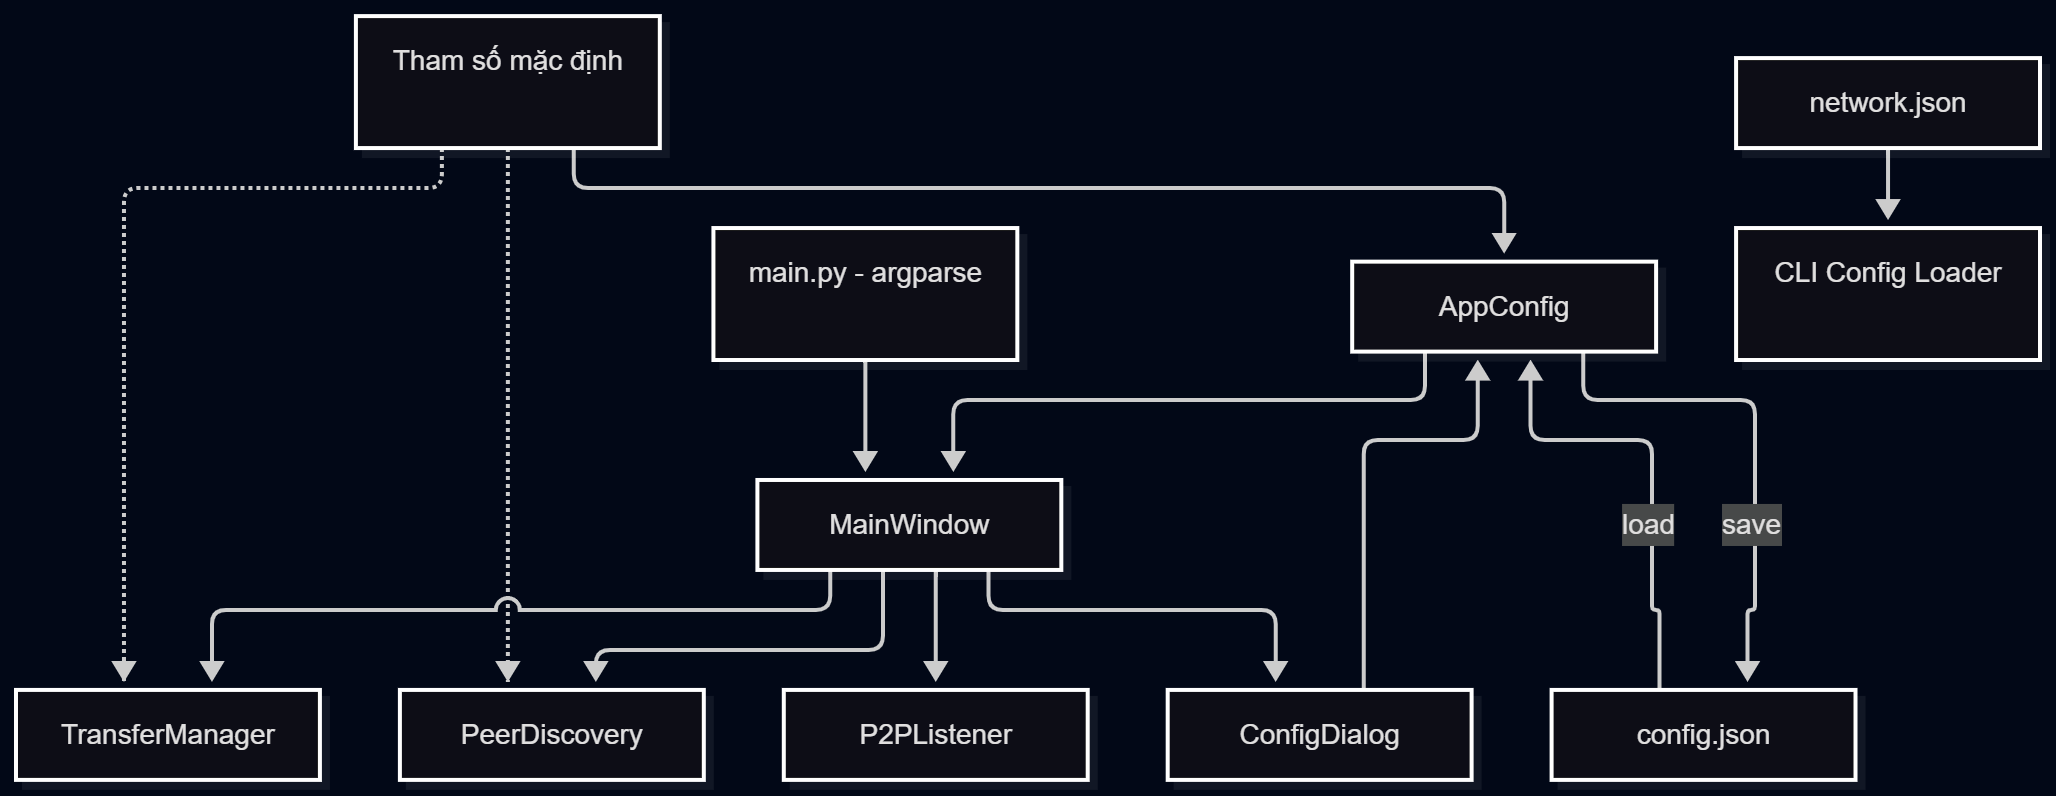 Tham số mặc định
network.json
main.py - argparse
CLI Config Loader
AppConfig
MainWindow
load
save
TransferManager
PeerDiscovery
P2PListener
ConfigDialog
config.json